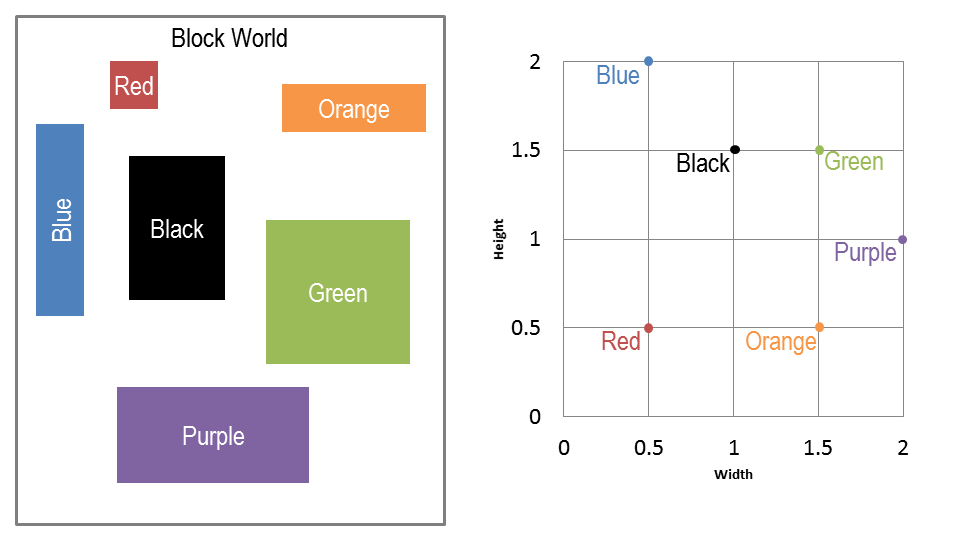 Block World
Red
Orange
Blue
Black
Green
Purple
2
Blue
1.5
Black
Green
Height
1
Purple
0.5
Red
Orange
0
0
0.5
1
1.5
2
Width